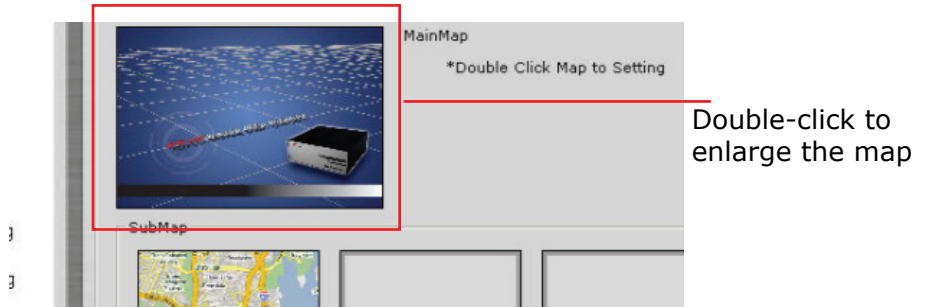 MainMap
*Double Click Map to Setting
Double-click to
enlarge the map
SubMap
g
g